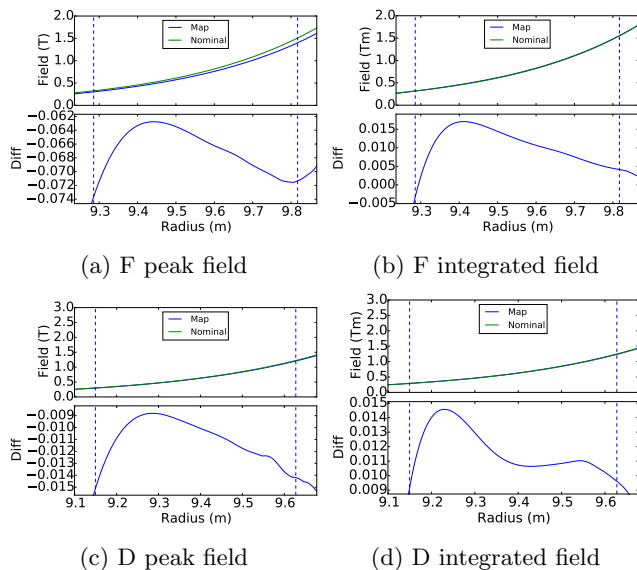 2.0
1.5
1.0
0.5
0.0
Field (T)
Map
Nominal
−0.062
−0.064
−0.066
−0.068
−0.070
−0.072
−0.074
Diff
9.3 9.4 9.5 9.6 9.7 9.8
Radius (m)
(a) F peak field
2.0
1.5
1.0
0.5
0.0
Field (Tm)
Map
Nominal
0.015
0.010
0.005
0.000
−0.005
Diff
9.3 9.4 9.5 9.6 9.7 9.8
Radius (m)
(b) F integrated field
3.0
2.5
2.0
1.5
1.0
0.5
0.0
Field (T)
Map
Nominal
−0.009
−0.010
−0.011
−0.012
−0.013
−0.014
−0.015
Diff
9.1 9.2 9.3 9.4 9.5 9.6
Radius (m)
(c) D peak field
3.0
2.5
2.0
1.5
1.0
0.5
0.0
Field (Tm)
Map
Nominal
0.015
0.014
0.013
0.012
0.011
0.010
0.009
Diff
9.1 9.2 9.3 9.4 9.5 9.6
Radius (m)
(d) D integrated field